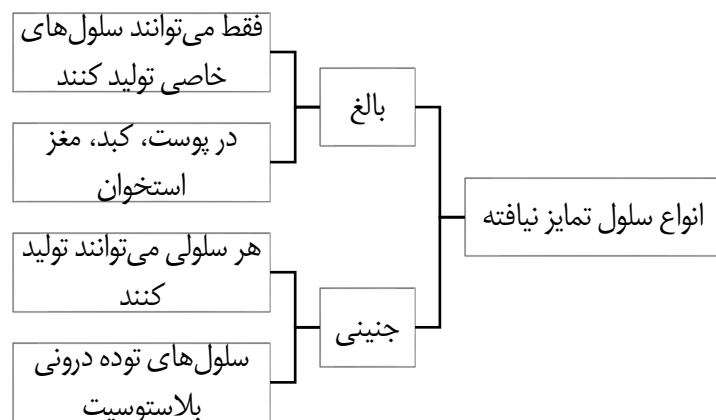 انواع سلول تمایز نیافته
بالغ
فقط می‌توانند سلول‌های
خاصی تولید کنند
در پوست، کبد، مغز
استخوان
جنینی
هر سلولی می‌توانند تولید
کنند
سلول‌های توده درونی
بلاستوسیت